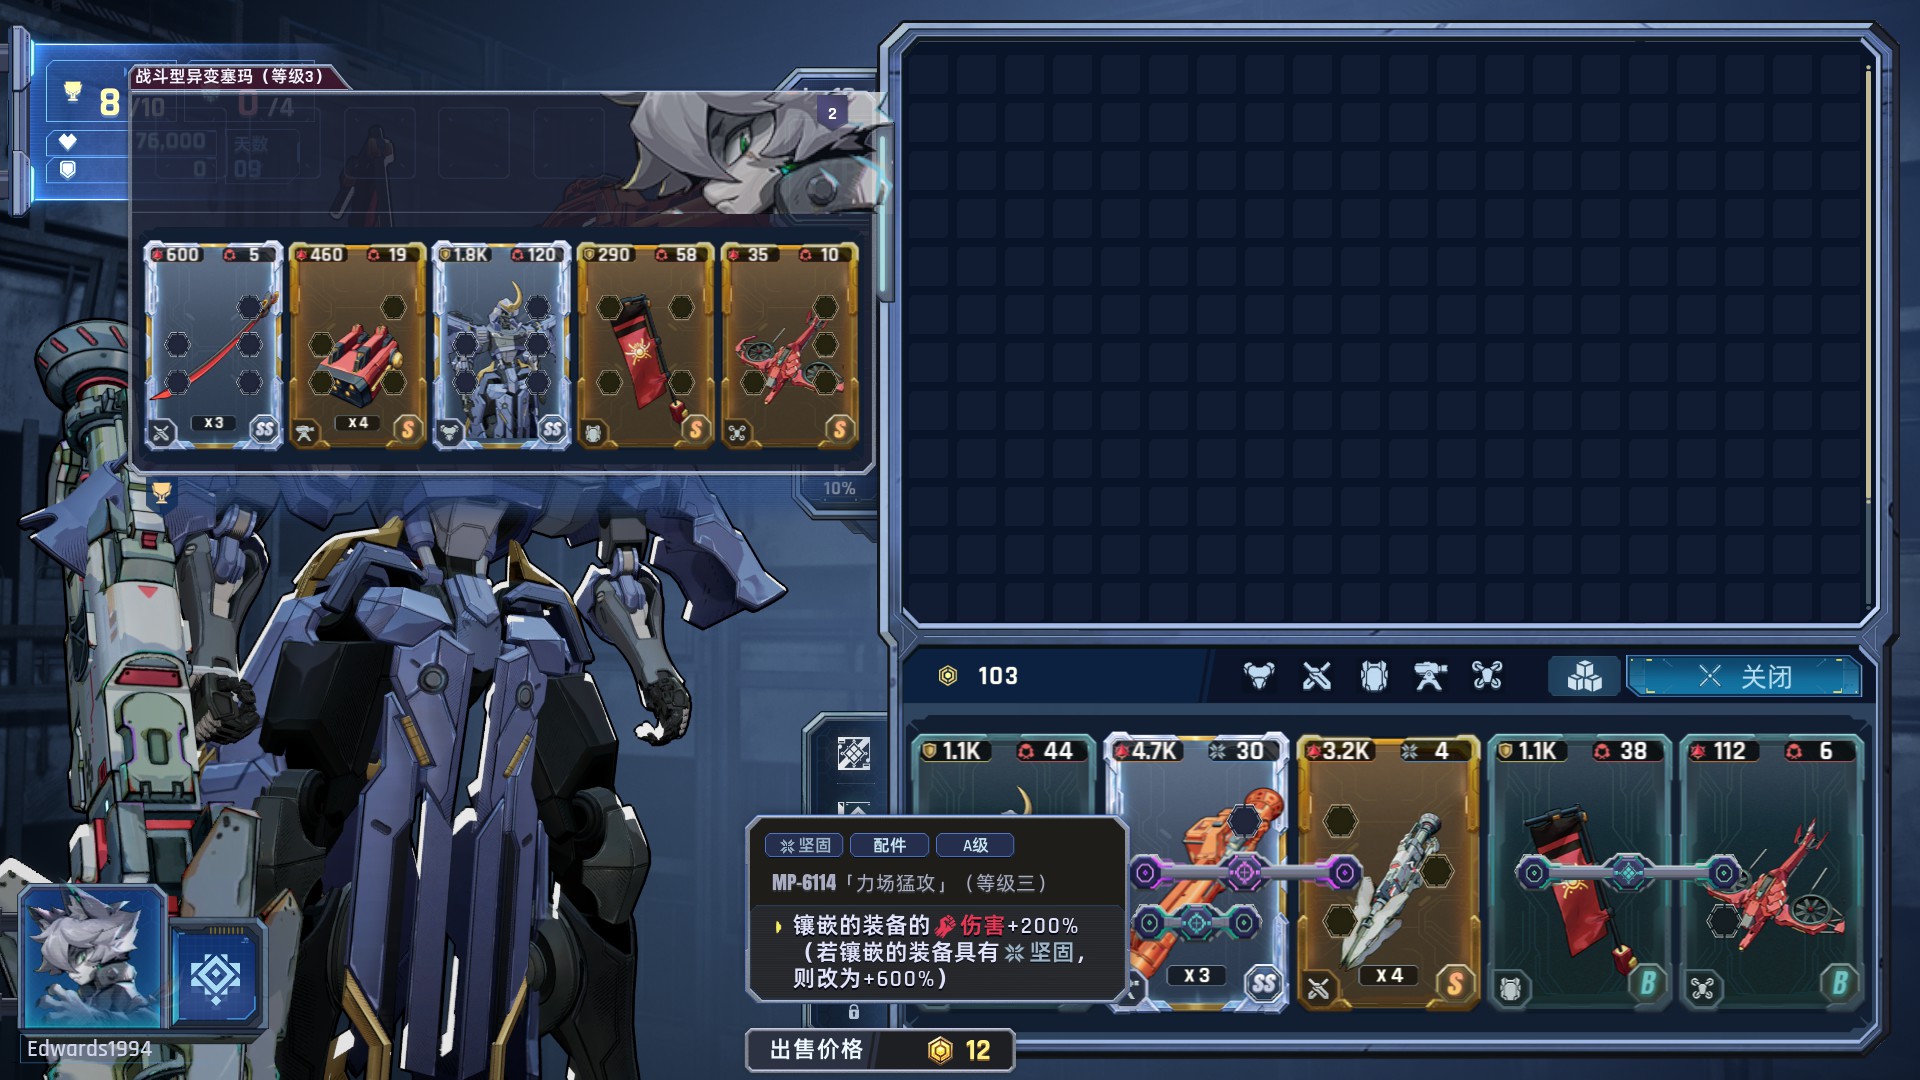 战斗型异变塞玛（等级3）
8/10
0/4
2
76,000
天数
0
09
600 5
460 19
1.8K 120
290 58
35 10
x3
SS
x4
S
SS
S
S
10%
103
关闭
1.1K 44
4.7K 30
3.2K 4
1.1K 38
112 6
坚固
配件
A级
MP-6114「力场猛攻」（等级三）
镶嵌的装备的伤害+200%
（若镶嵌的装备具有坚固，
则改为+600%）
x3
SS
x4
S
B
B
出售价格
12
Edwards1994